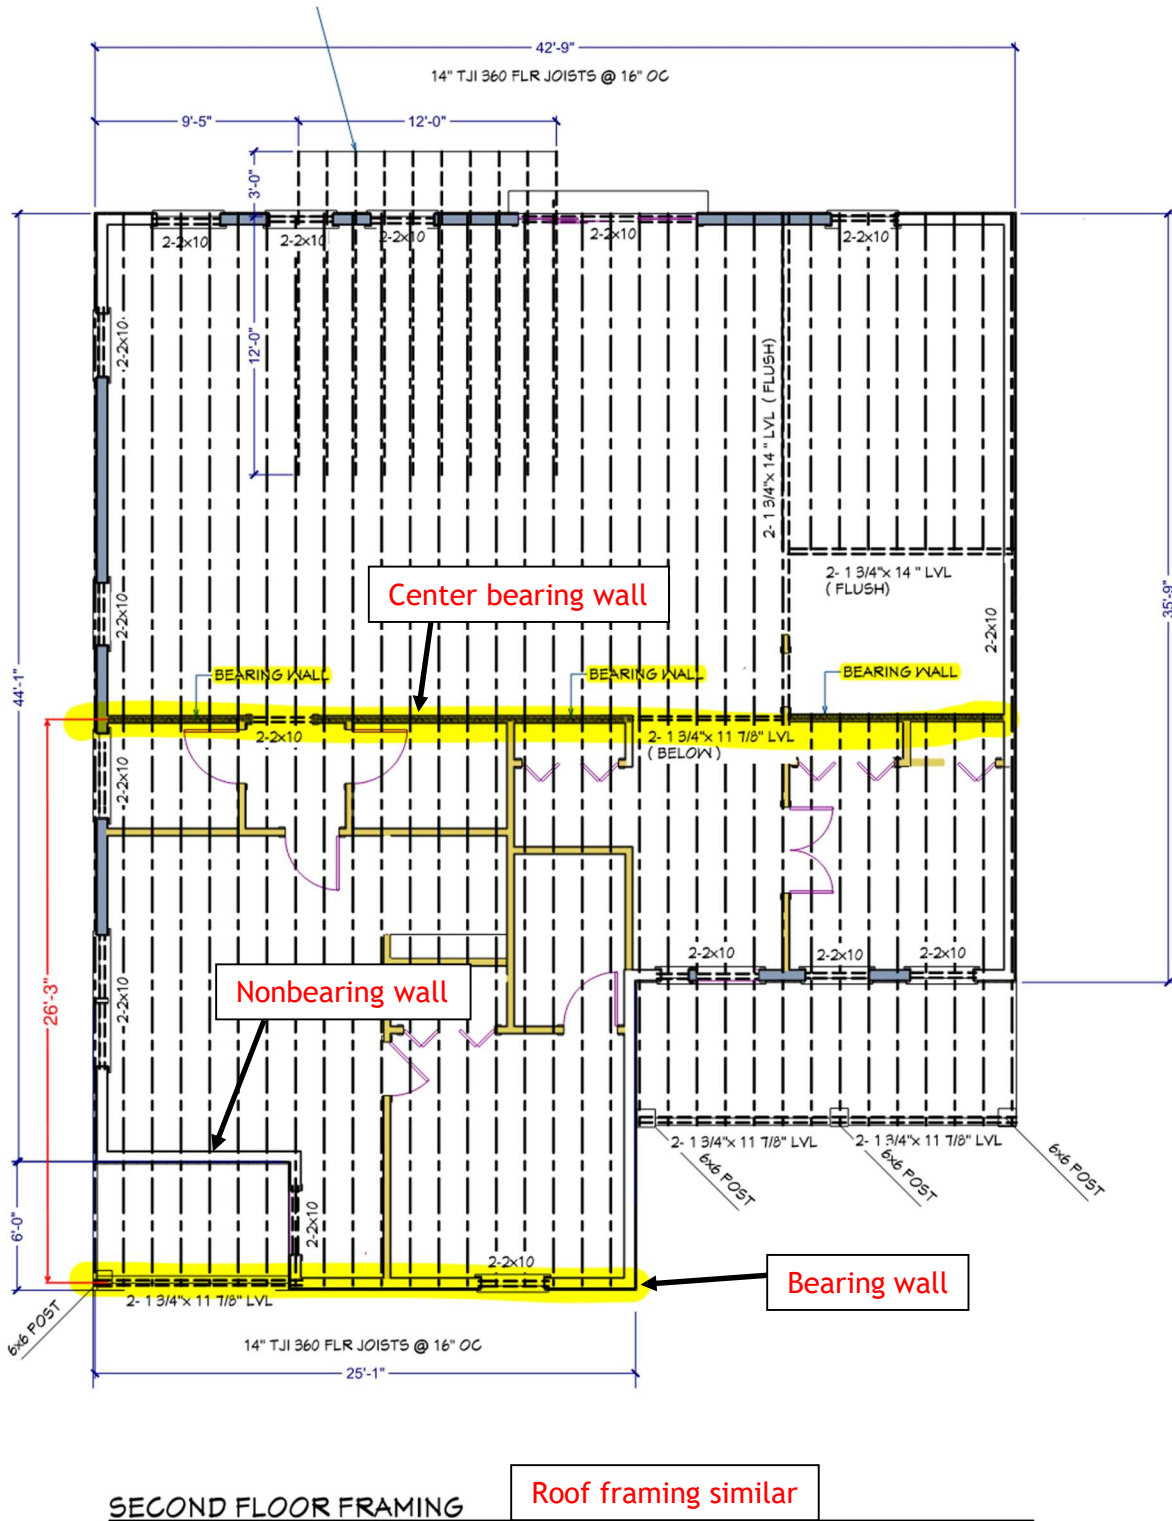 42'-9"
14" TJI 360 FLR JOISTS @ 16" OC
9'-5"
12'-0"
3'-0"
2-2x10
2-2x10
2-2x10
2-2x10
2-2x10
2-2x10
12'-0"
2- 1 3/4"x 14 " LVL ( FLUSH)
2- 1 3/4"x 14 " LVL
( FLUSH)
Center bearing wall
2-2x10
2-2x10
35'-9"
44'-1"
BEARING WALL
BEARING WALL
BEARING WALL
2-2x10
2- 1 3/4"x 11 7/8" LVL
( BELOW )
2-2x10
26'-3"
Nonbearing wall
2-2x10
2-2x10
2-2x10
2-2x10
2- 1 3/4"x 11 7/8" LVL
2- 1 3/4"x 11 7/8" LVL
6x6 POST
6x6 POST
6x6 POST
6'-0"
2-2x10
2-2x10
Bearing wall
2- 1 3/4"x 11 7/8" LVL
6x6 POST
14" TJI 360 FLR JOISTS @ 16" OC
25'-1"
Roof framing similar
SECOND FLOOR FRAMING